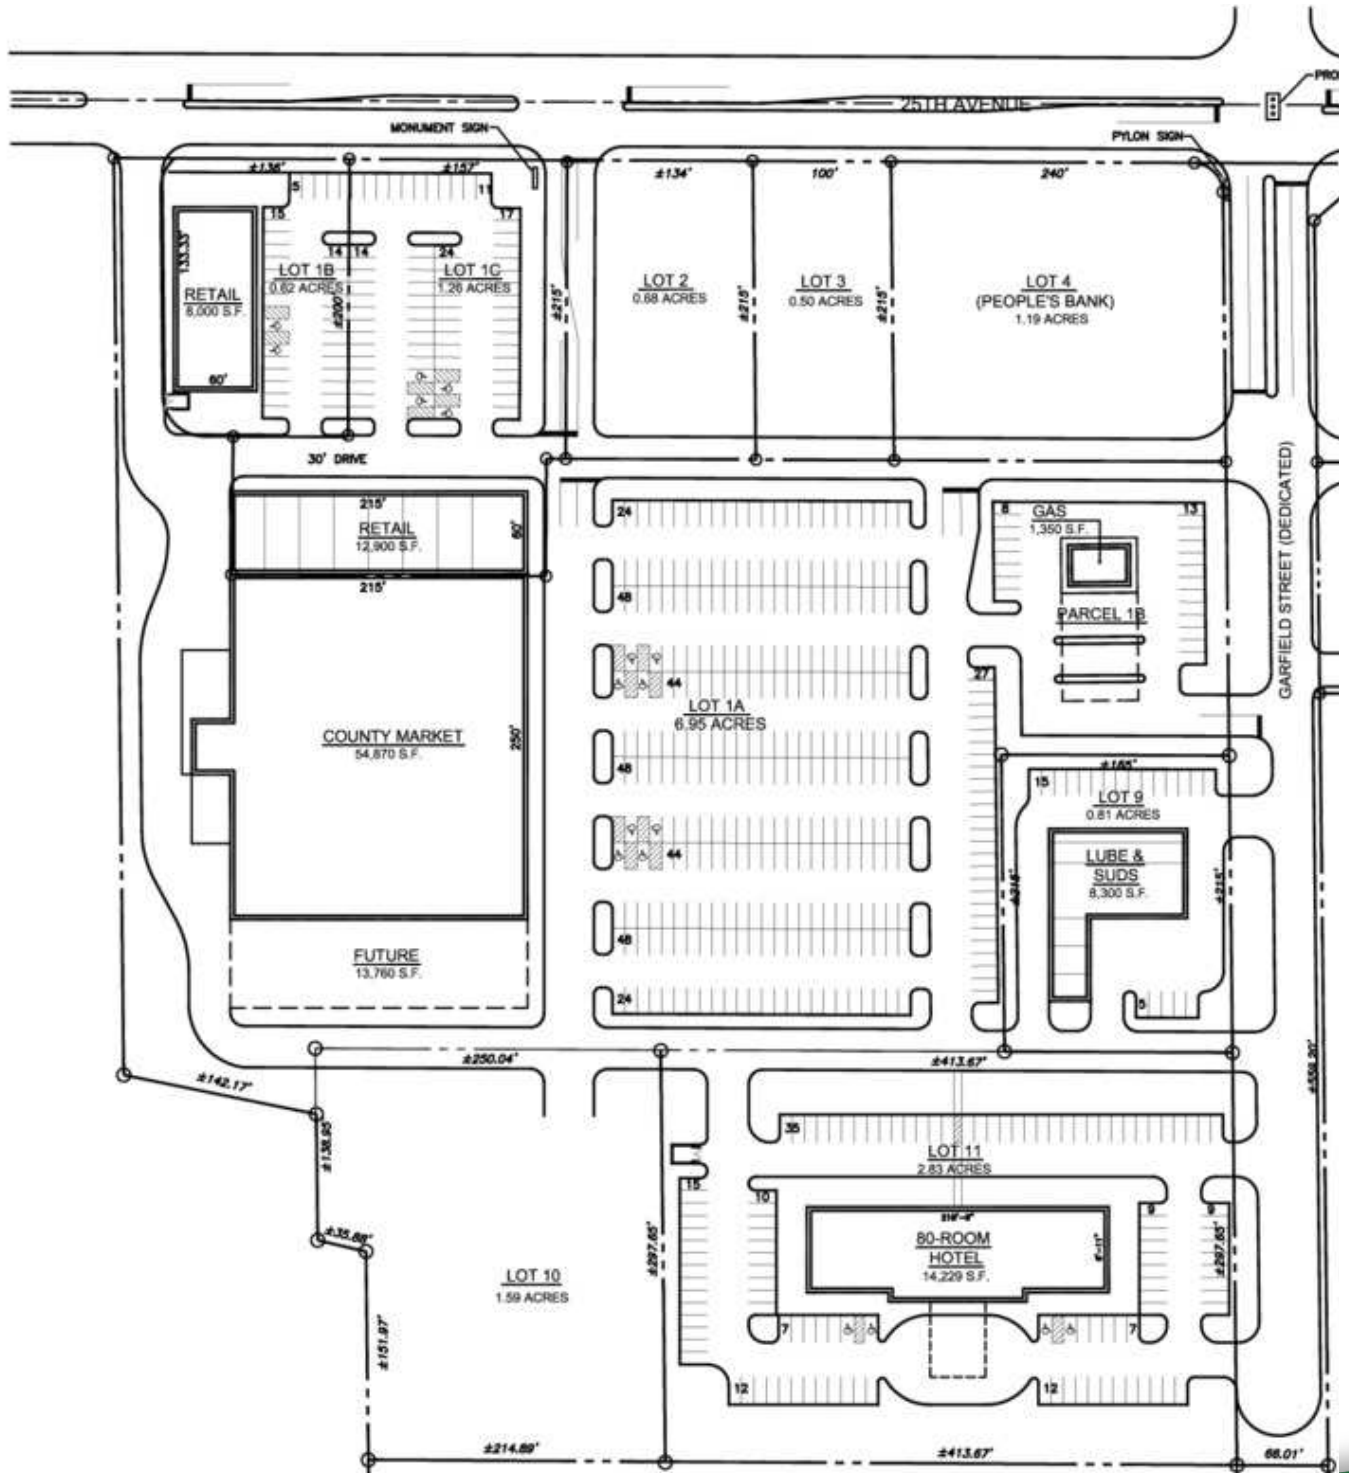 25TH AVENUE
PRO
MONUMENT SIGN
PYLON SIGN
±136'
±157'
±134'
100'
240'
5
11
15
17
133.33'
14
14
24
LOT 1B
0.62 ACRES
LOT 1C
1.26 ACRES
RETAIL
8,000 S.F.
±200'
±215'
LOT 2
0.68 ACRES
±215'
LOT 3
0.50 ACRES
±215'
LOT 4
(PEOPLE'S BANK)
1.19 ACRES
60'
30' DRIVE
GARFIELD STREET (DEDICATED)
215'
RETAIL
12,900 S.F.
60'
215'
24
8
GAS
1,350 S.F.
13
48
PARCEL 1B
44
27
LOT 1A
6.95 ACRES
COUNTY MARKET
54,870 S.F.
250'
48
15
LOT 9
0.81 ACRES
44
LUBE &
SUDS
8,300 S.F.
±215'
±215'
48
FUTURE
13,760 S.F.
24
5
±250.04'
±413.67'
±142.17'
±138.95'
35
LOT 11
2.83 ACRES
15
10
9
9
80-ROOM
HOTEL
14,229 S.F.
±35.68'
±297.65'
±297.65'
LOT 10
1.59 ACRES
±151.97'
7
7
12
12
±214.89'
±413.67'
66.01'